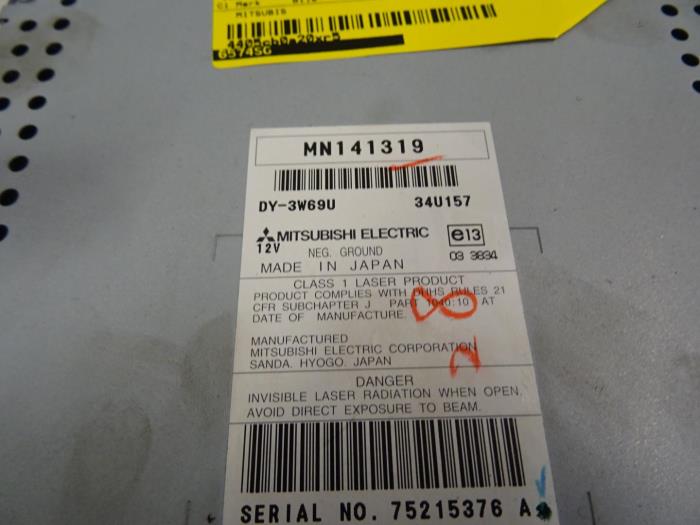 MITSUBIS
6574SG
MN141319
DY-3W69U 34U157
MITSUBISHI ELECTRIC e13
12V NEG. GROUND 03 3834
MADE IN JAPAN
CLASS 1 LASER PRODUCT
PRODUCT COMPLIES WITH DHHS RULES 21
CFR SUBCHAPTER J PART 1040:10 AT
DATE OF MANUFACTURE.
MANUFACTURED
MITSUBISHI ELECTRIC CORPORATION
SANDA. HYOGO. JAPAN
DANGER
INVISIBLE LASER RADIATION WHEN OPEN.
AVOID DIRECT EXPOSURE TO BEAM.
SERIAL NO. 75215376 A